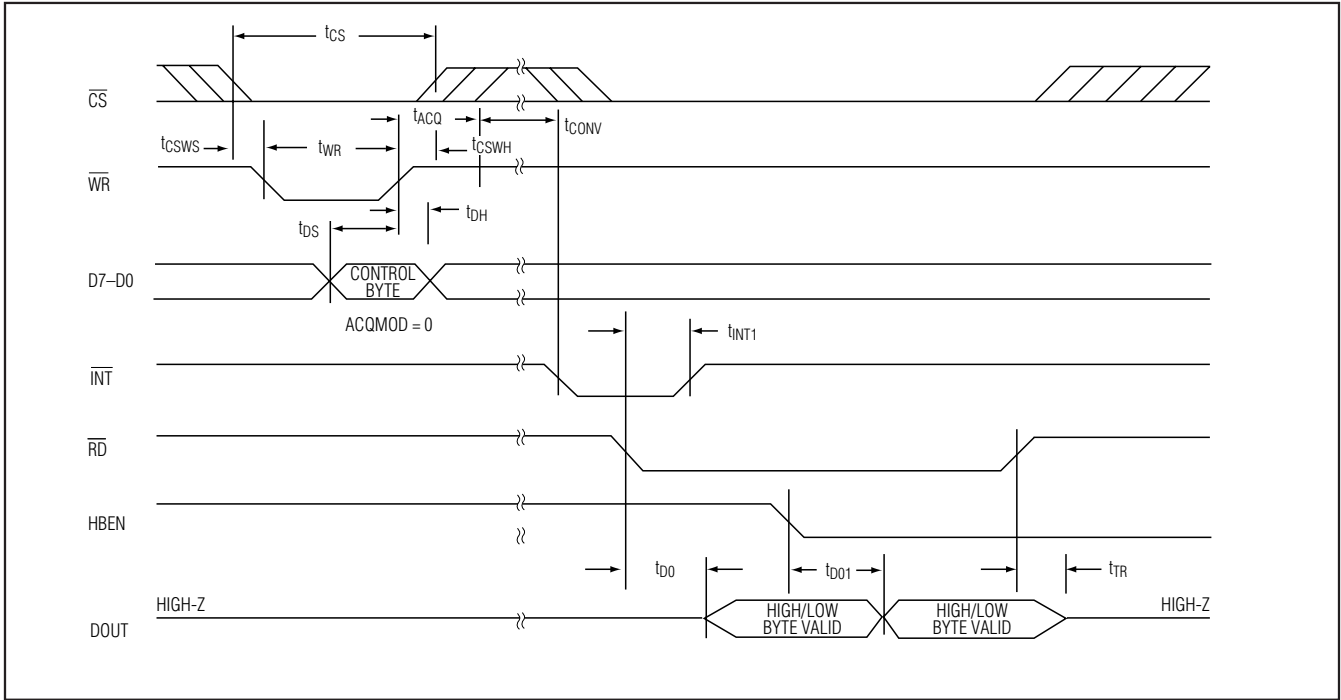 tCS
CS
tACQ
tCONV
tCSWS
tWR
tCSWH
WR
tDH
tDS
D7–D0
CONTROL
BYTE
ACQMOD = 0
tINT1
INT
RD
HBEN
tD0
tD01
tTR
HIGH-Z
HIGH/LOW
BYTE VALID
HIGH/LOW
BYTE VALID
HIGH-Z
DOUT